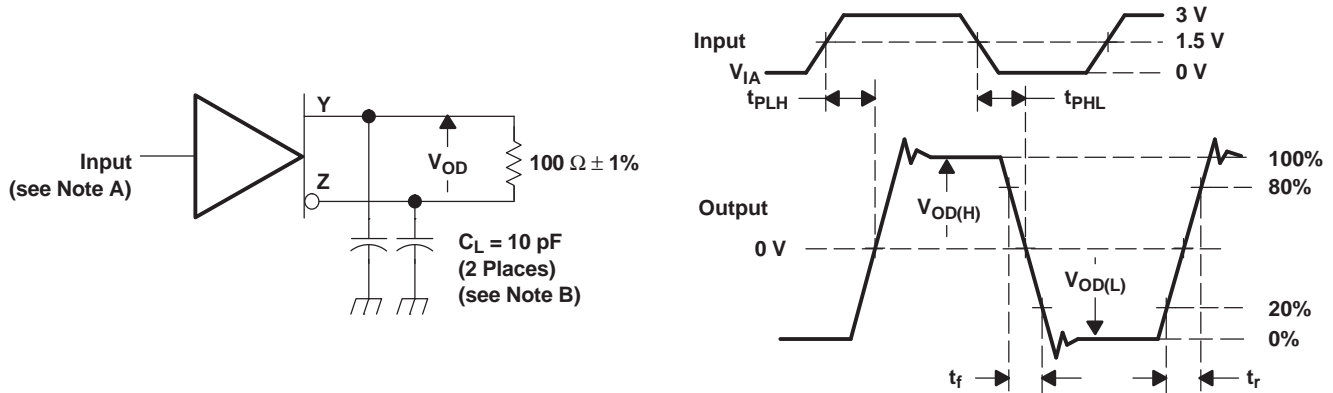 Input
(see Note A)
Y
Z
V_OD
100 Ω ± 1%
C_L = 10 pF
(2 Places)
(see Note B)
Input
V_IA
3 V
1.5 V
0 V
t_PLH
t_PHL
Output
0 V
V_OD(H)
V_OD(L)
100%
80%
20%
0%
t_f
t_r